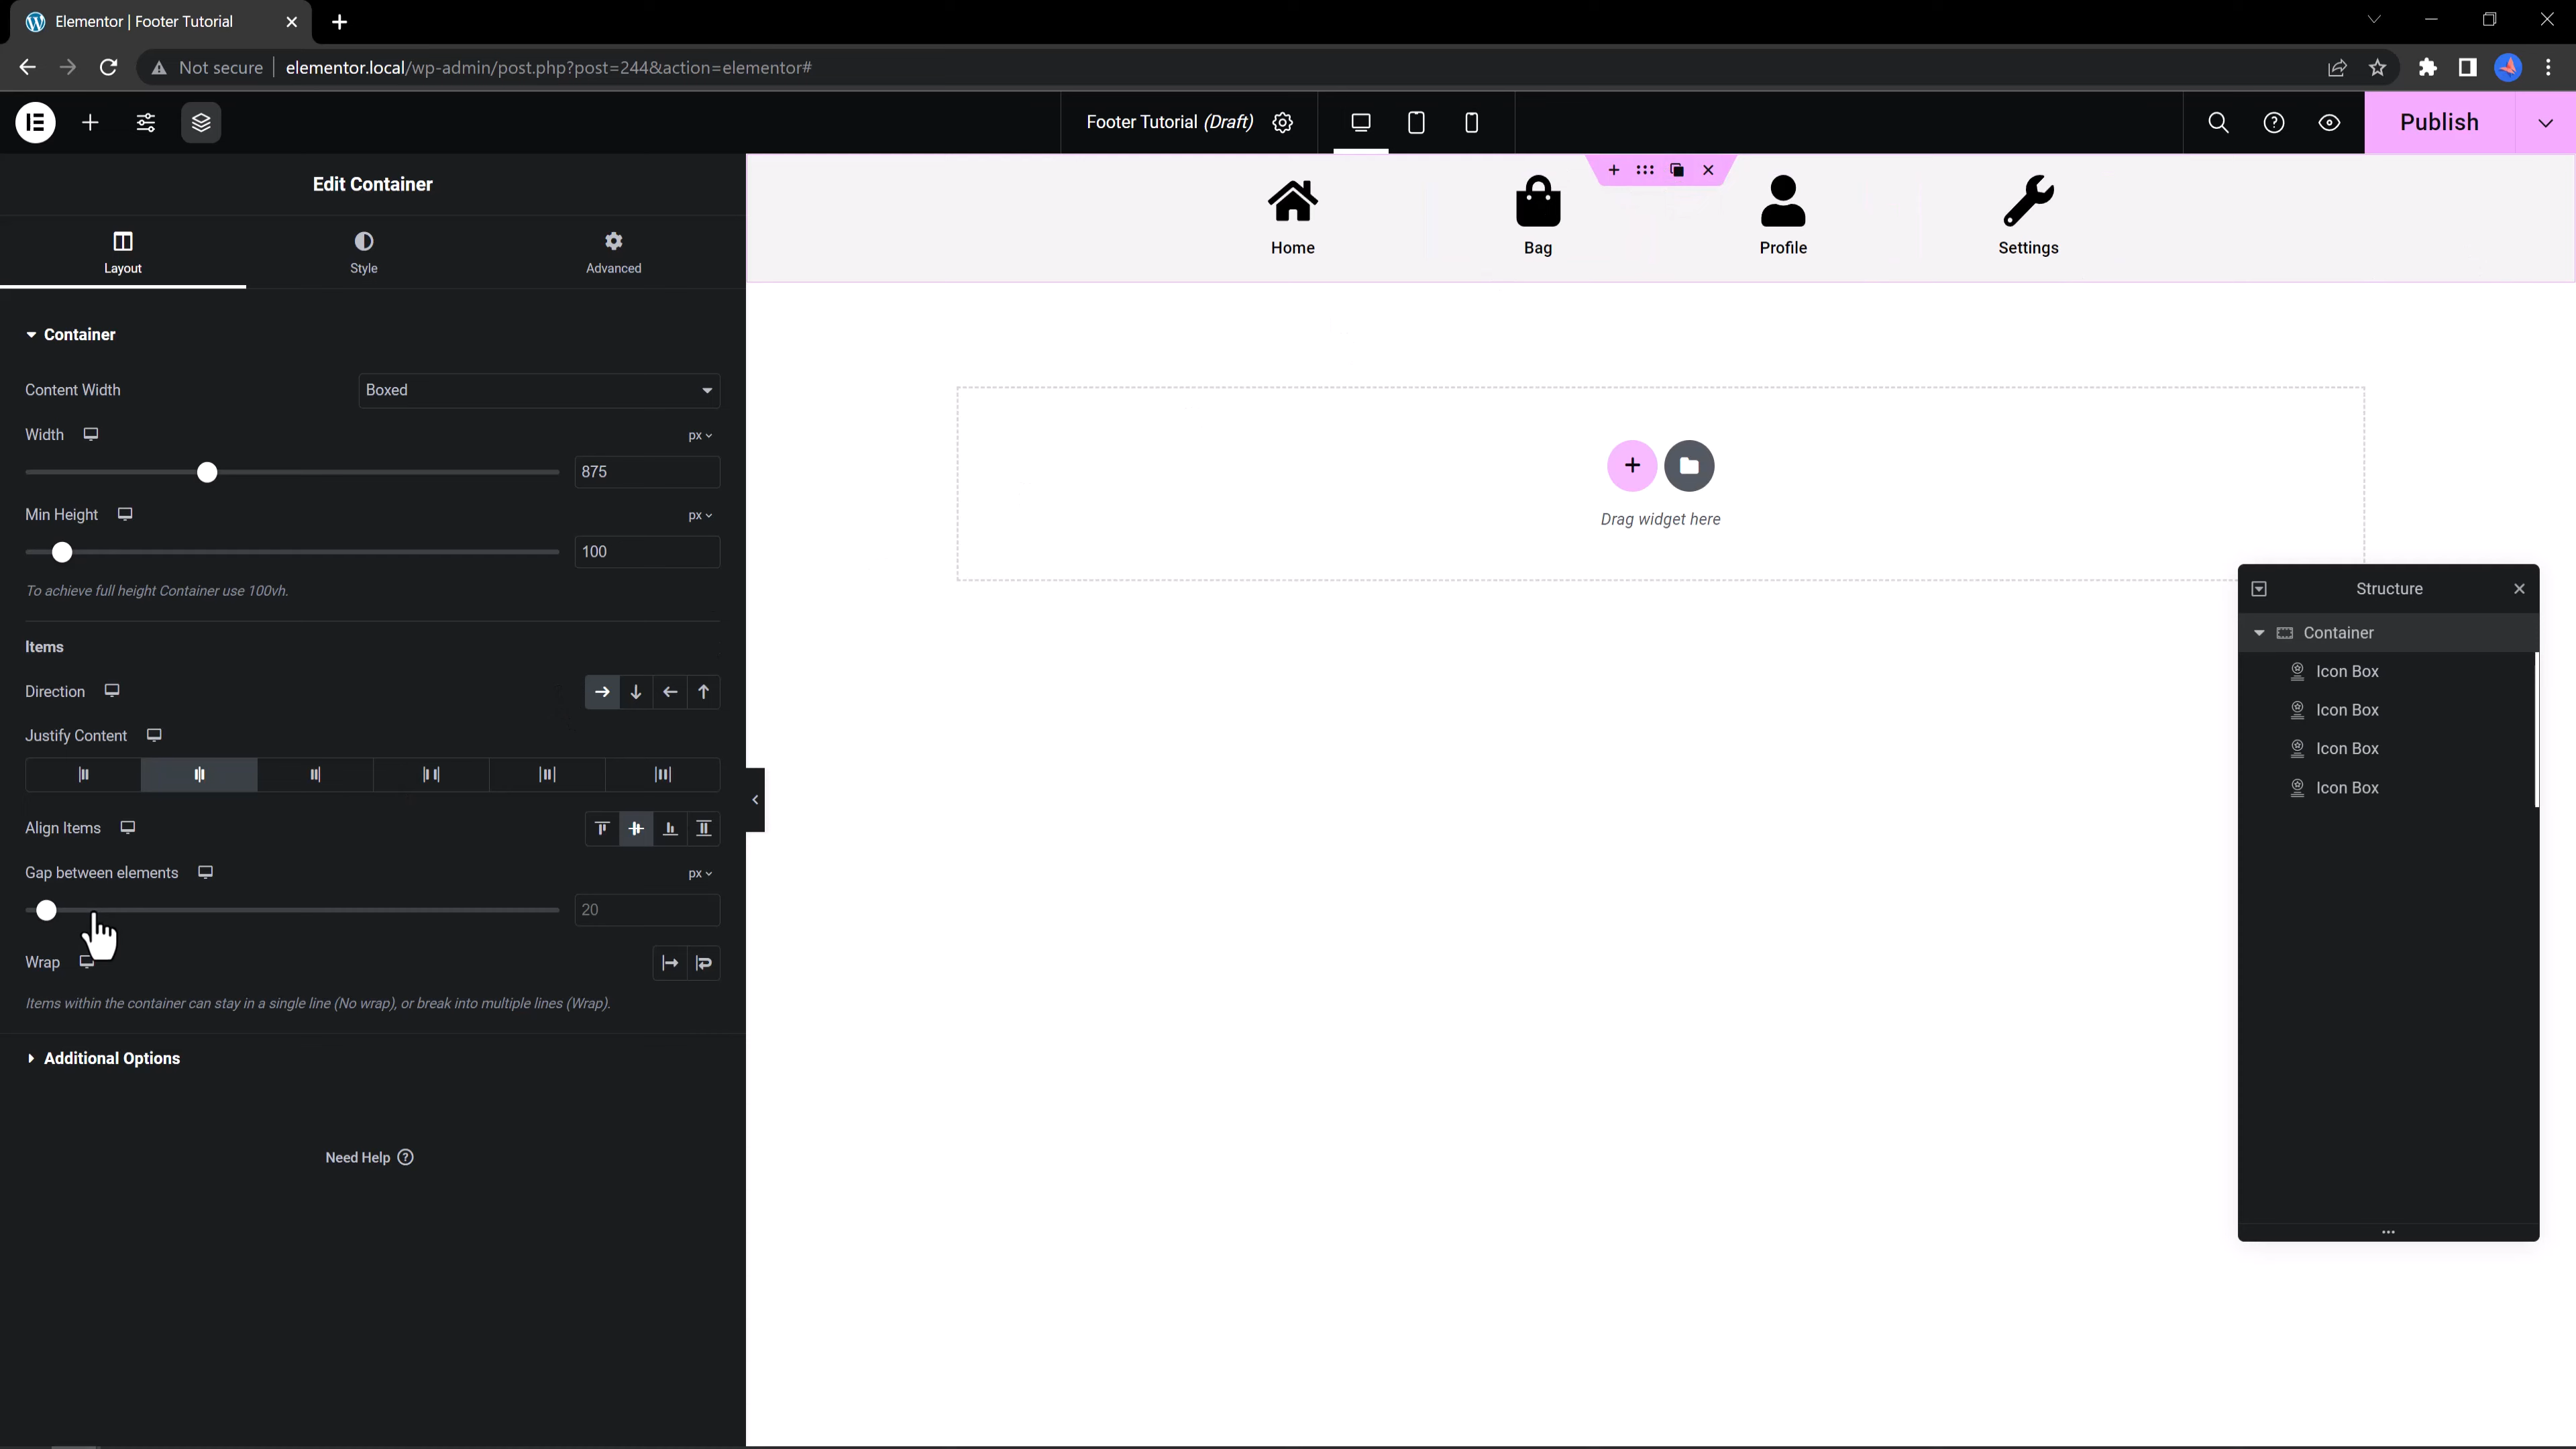 Elementor | Footer Tutorial
Not secure
elementor.local/wp-admin/post.php?post=244&action=elementor#
Footer Tutorial (Draft)
Publish
Edit Container
Layout
Style
Advanced
Container
Content Width
Boxed
Width
px
875
Min Height
px
100
To achieve full height Container use 100vh.
Items
Direction
Justify Content
Align Items
Gap between elements
px
20
Wrap
Items within the container can stay in a single line (No wrap), or break into multiple lines (Wrap).
Additional Options
Need Help
Home
Bag
Profile
Settings
Drag widget here
Structure
Container
Icon Box
Icon Box
Icon Box
Icon Box